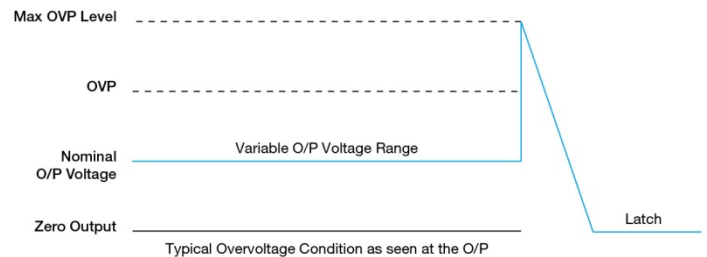 Max OVP Level
OVP
Variable O/P Voltage Range
Nominal
O/P Voltage
Latch
Zero Output
Typical Overvoltage Condition as seen at the O/P